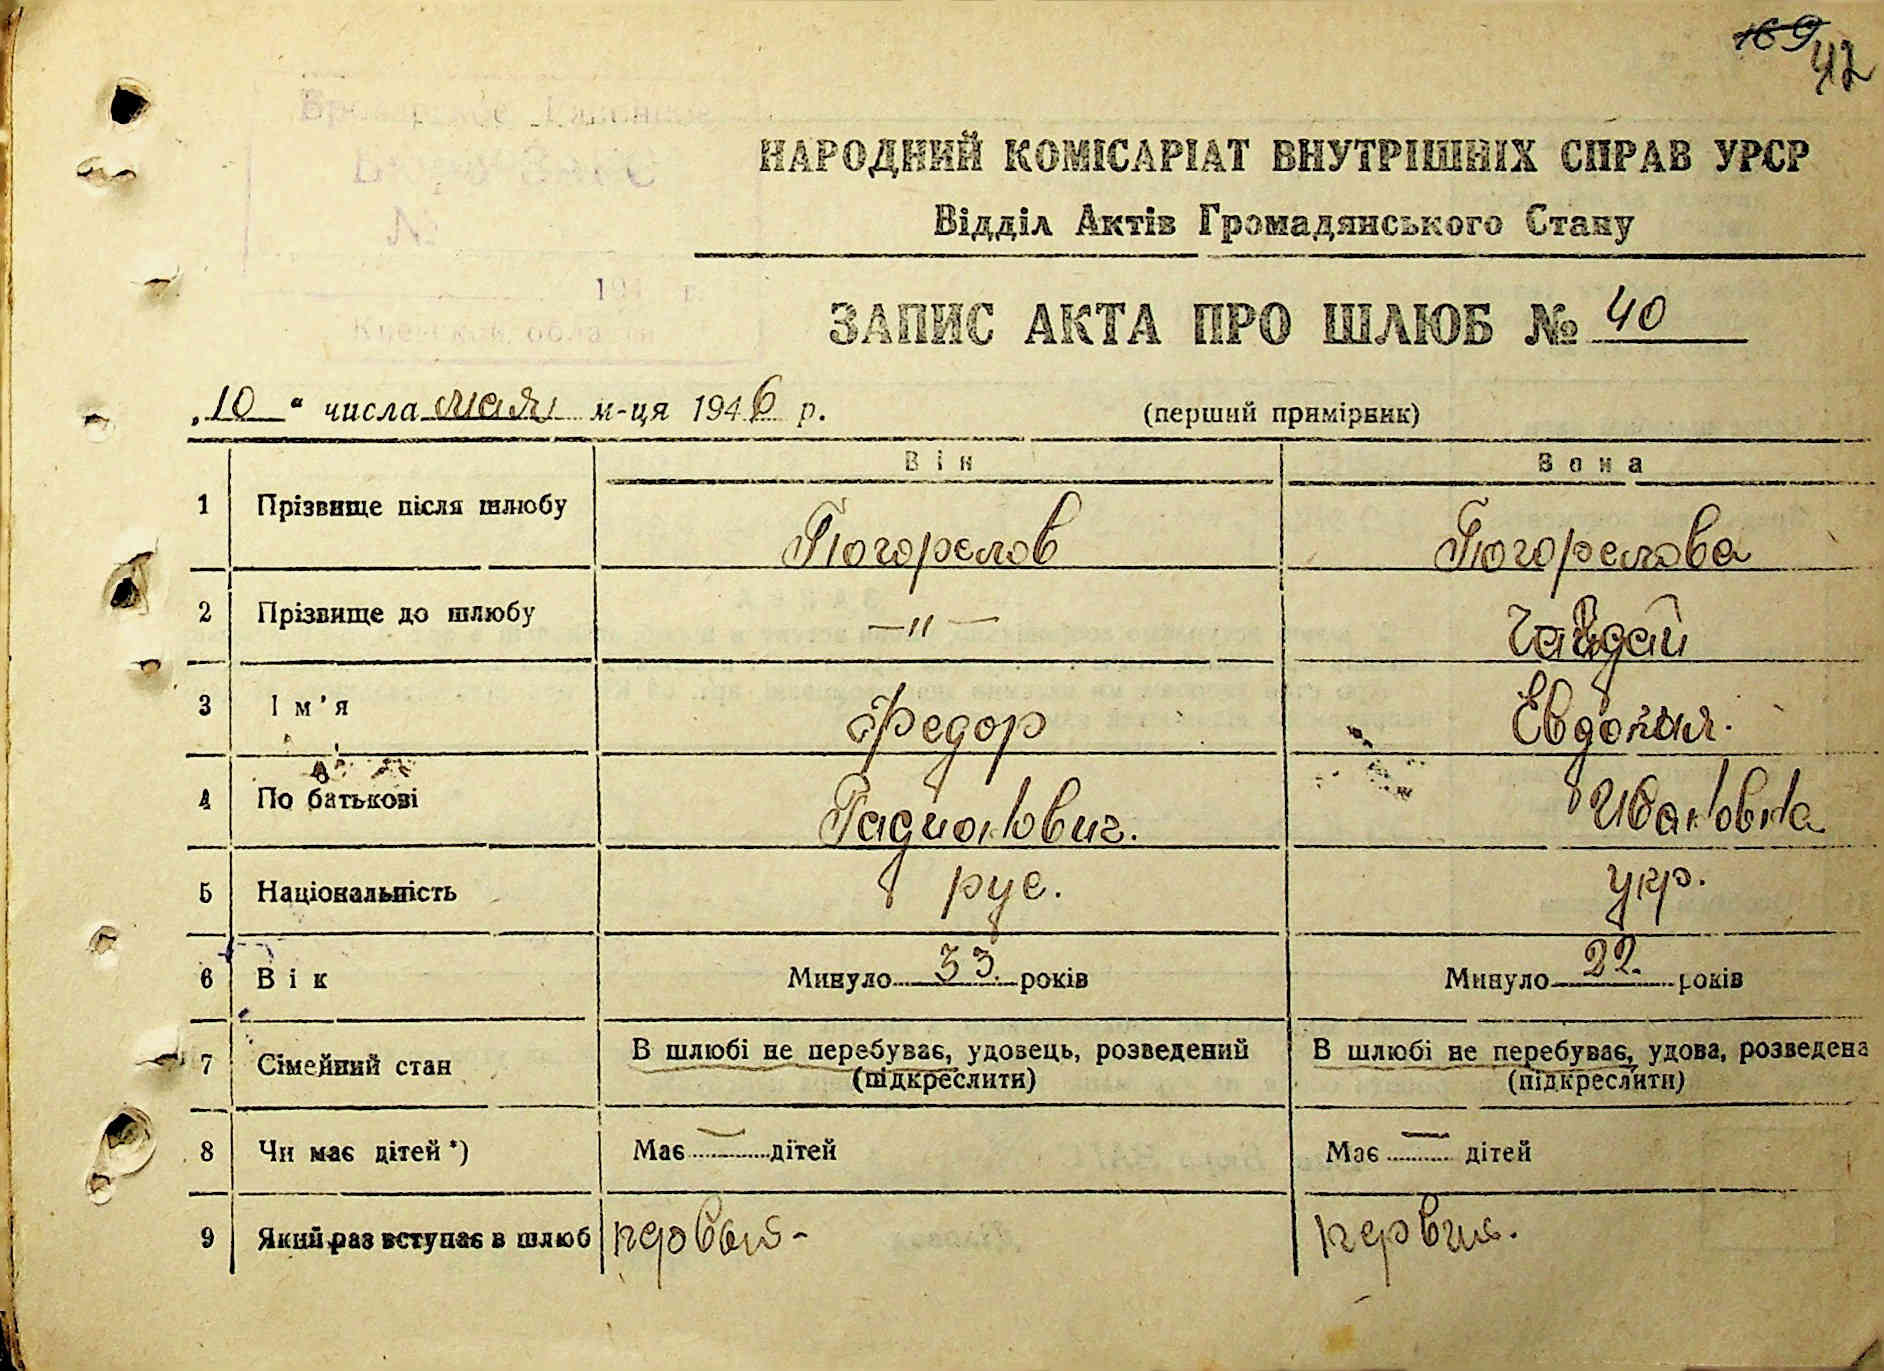 169
42
НАРОДНИЙ КОМІСАРІАТ ВНУТРІШНІХ СПРАВ УРСР
Відділ Актів Громадянського Стану
ЗАПИС АКТА ПРО ШЛЮБ № 40
„10“ числа мая м-ця 1946 р. (перший примірник)
Він Вона
1 Прізвище після шлюбу Погорелов Погорелова
2 Прізвище до шлюбу —"— Гайдай
3 Ім'я Федор Евдокия.
4 По батькові Радионович. Ивановна
5 Національність рус. укр.
6 Вік Минуло 33. років Минуло 22. років
7 Сімейний стан В шлюбі не перебуває, удовець, розведений (підкреслити) В шлюбі не перебуває, удова, розведена (підкреслити)
8 Чи має дітей *) Має — дітей Має — дітей
9 Який раз вступає в шлюб первый -